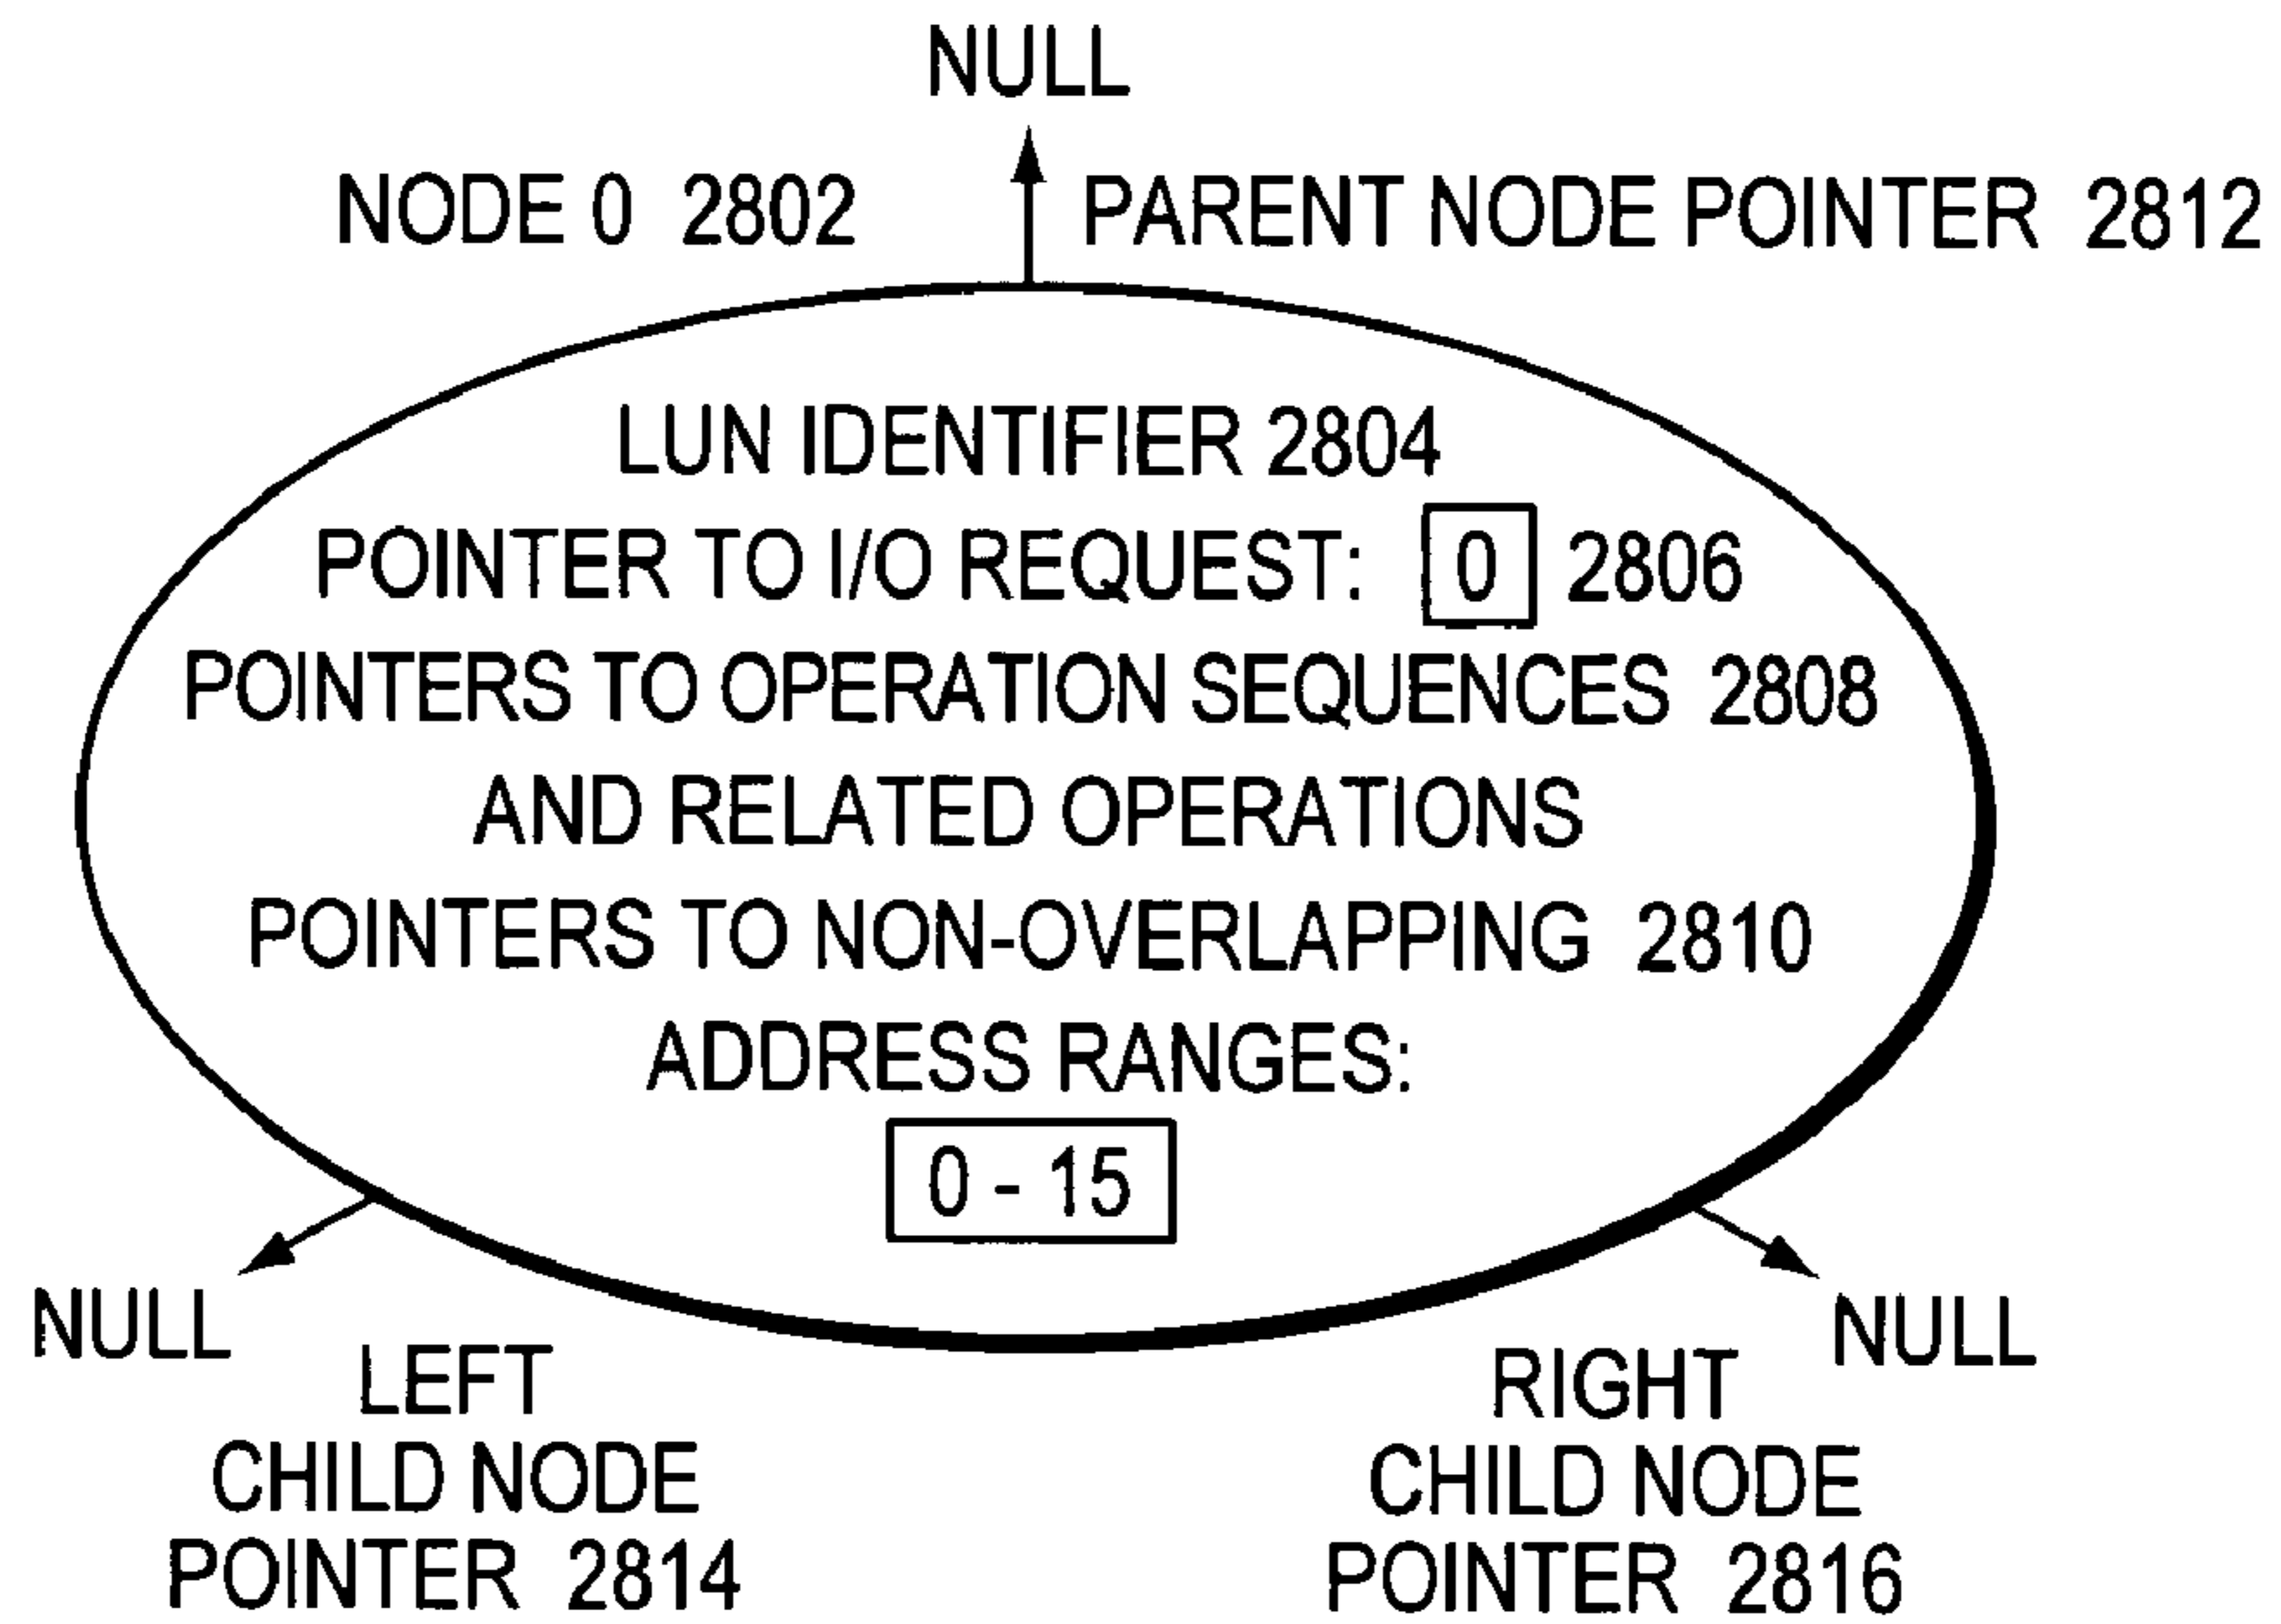 NULL
NODE 0 2802
PARENT NODE POINTER 2812
LUN IDENTIFIER 2804
POINTER TO I/O REQUEST: 0 2806
POINTERS TO OPERATION SEQUENCES 2808
AND RELATED OPERATIONS
POINTERS TO NON-OVERLAPPING 2810
ADDRESS RANGES:
0 - 15
NULL
LEFT
CHILD NODE
POINTER 2814
NULL
RIGHT
CHILD NODE
POINTER 2816